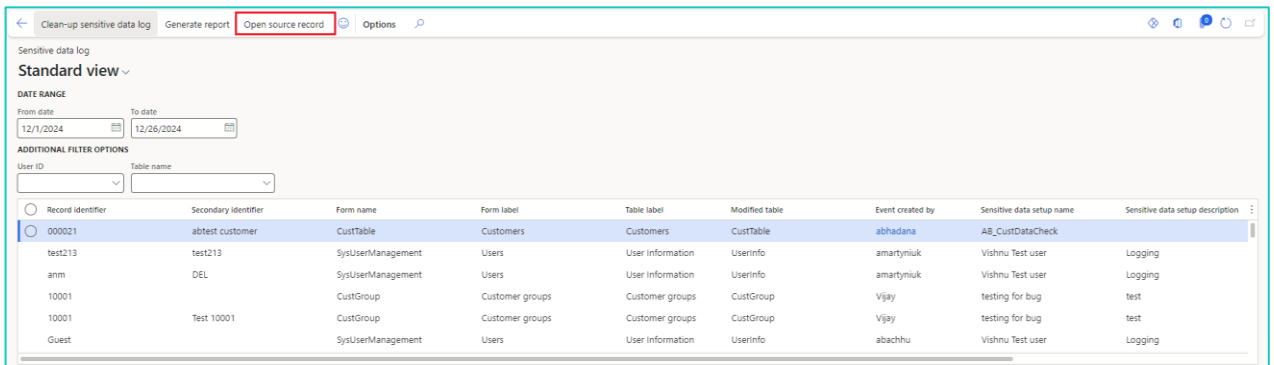 Clean-up sensitive data log Generate report Open source record Options 0
Sensitive data log
Standard view
DATE RANGE
From date To date
12/1/2024 12/26/2024
ADDITIONAL FILTER OPTIONS
User ID Table name
Record identifier Secondary identifier Form name Form label Table label Modified table Event created by Sensitive data setup name Sensitive data setup description
000021 abtest customer CustTable Customers Customers CustTable abhadana AB_CustDataCheck
test213 test213 SysUserManagement Users User Information UserInfo amartyniuk Vishnu Test user Logging
anm DEL SysUserManagement Users User Information UserInfo amartyniuk Vishnu Test user Logging
10001 CustGroup Customer groups Customer groups CustGroup Vijay testing for bug test
10001 Test 10001 CustGroup Customer groups Customer groups CustGroup Vijay testing for bug test
Guest SysUserManagement Users User Information UserInfo abachhu Vishnu Test user Logging